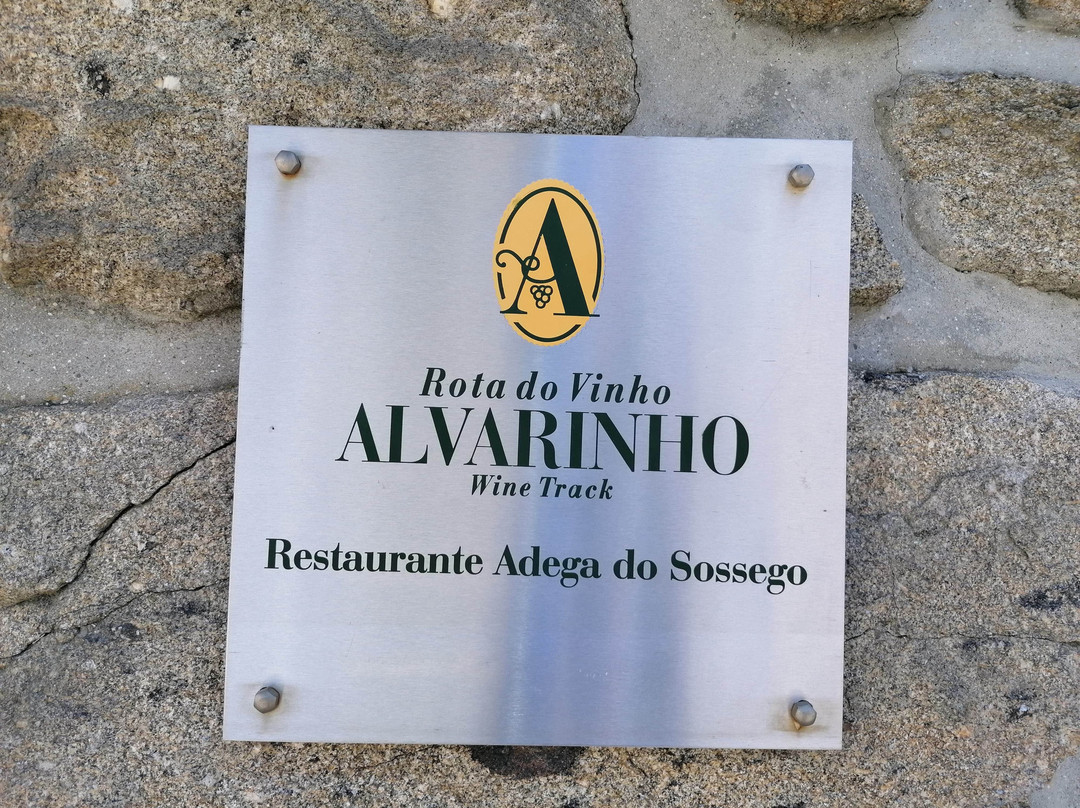 A
Rota do Vinho
ALVARINHO
Wine Track
Restaurante Adega do Sossego